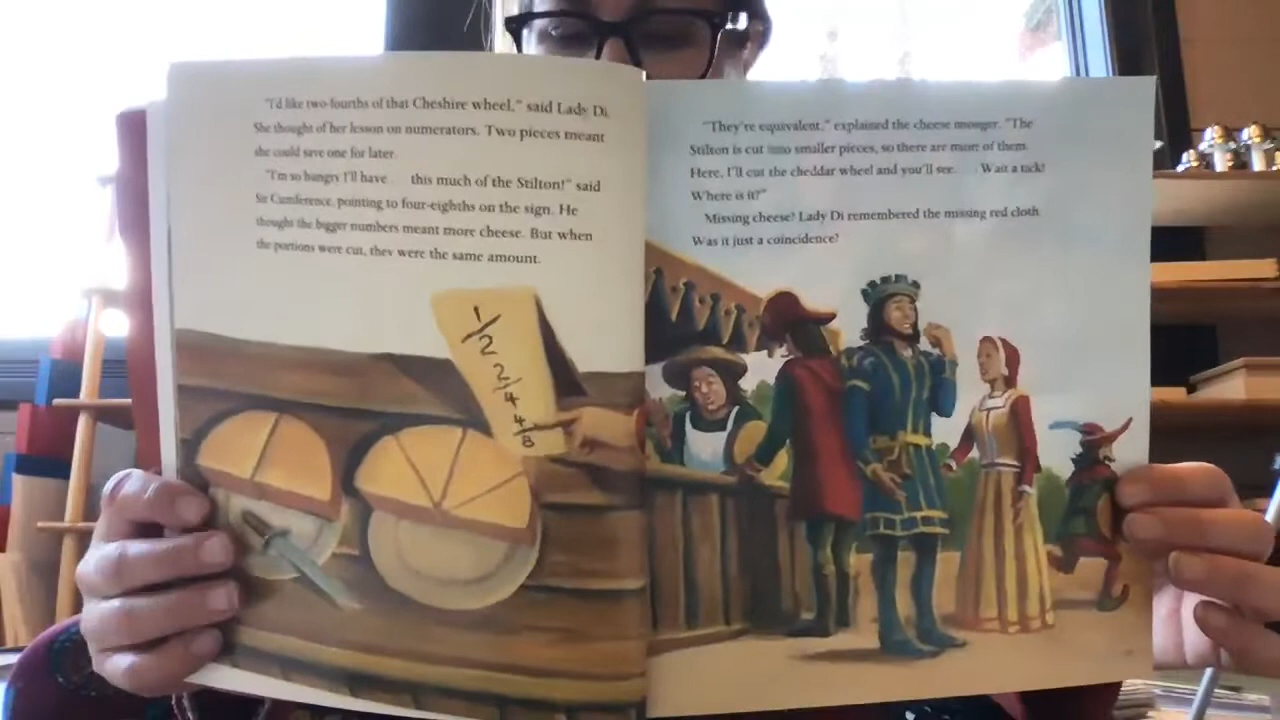 "I'd like two-fourths of that Cheshire wheel," said Lady Di.
She thought of her lesson on numerators. Two pieces meant
she could save one for later.
"I'm so hungry I'll have . . . this much of the Stilton!" said
Sir Cumference, pointing to four-eighths on the sign. He
thought the bigger numbers meant more cheese. But when
the portions were cut, they were the same amount.
1/2
2/4
4/8
"They're equivalent," explained the cheese monger. "The
Stilton is cut into smaller pieces, so there are more of them.
Here, I'll cut the cheddar wheel and you'll see. . . . Wait a tick!
Where is it?"
Missing cheese? Lady Di remembered the missing red cloth.
Was it just a coincidence?